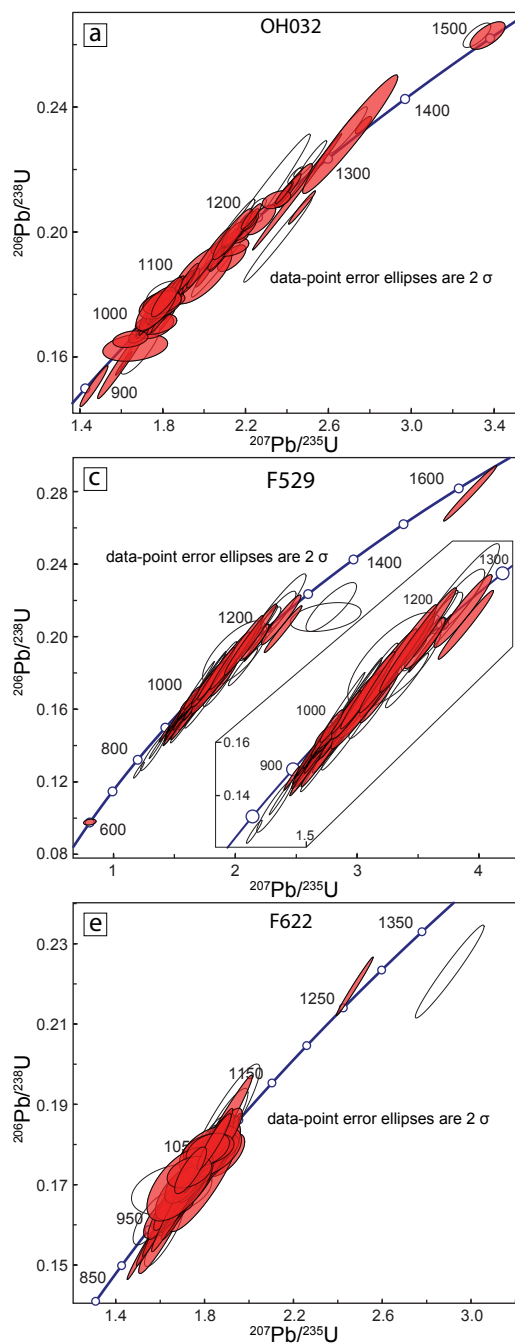 a
OH032
1500
0.24
1400
1300
1200
0.20
²⁰⁶Pb/²³⁸U
1100
data-point error ellipses are 2 σ
1000
0.16
900
1.4 1.8 2.2 2.6 3.0 3.4
²⁰⁷Pb/²³⁵U
c
F529
0.28
1600
data-point error ellipses are 2 σ
1400
0.24
1300
1200
1200
0.20
²⁰⁶Pb/²³⁸U
1000
0.16
1000
0.16
800
900
0.12
0.14
600
1.5
0.08
1 2 3 4
²⁰⁷Pb/²³⁵U
e
F622
1350
0.23
1250
0.21
²⁰⁶Pb/²³⁸U
1150
0.19
data-point error ellipses are 2 σ
0.17
950
0.15
850
1.4 1.8 2.2 2.6 3.0
²⁰⁷Pb/²³⁵U